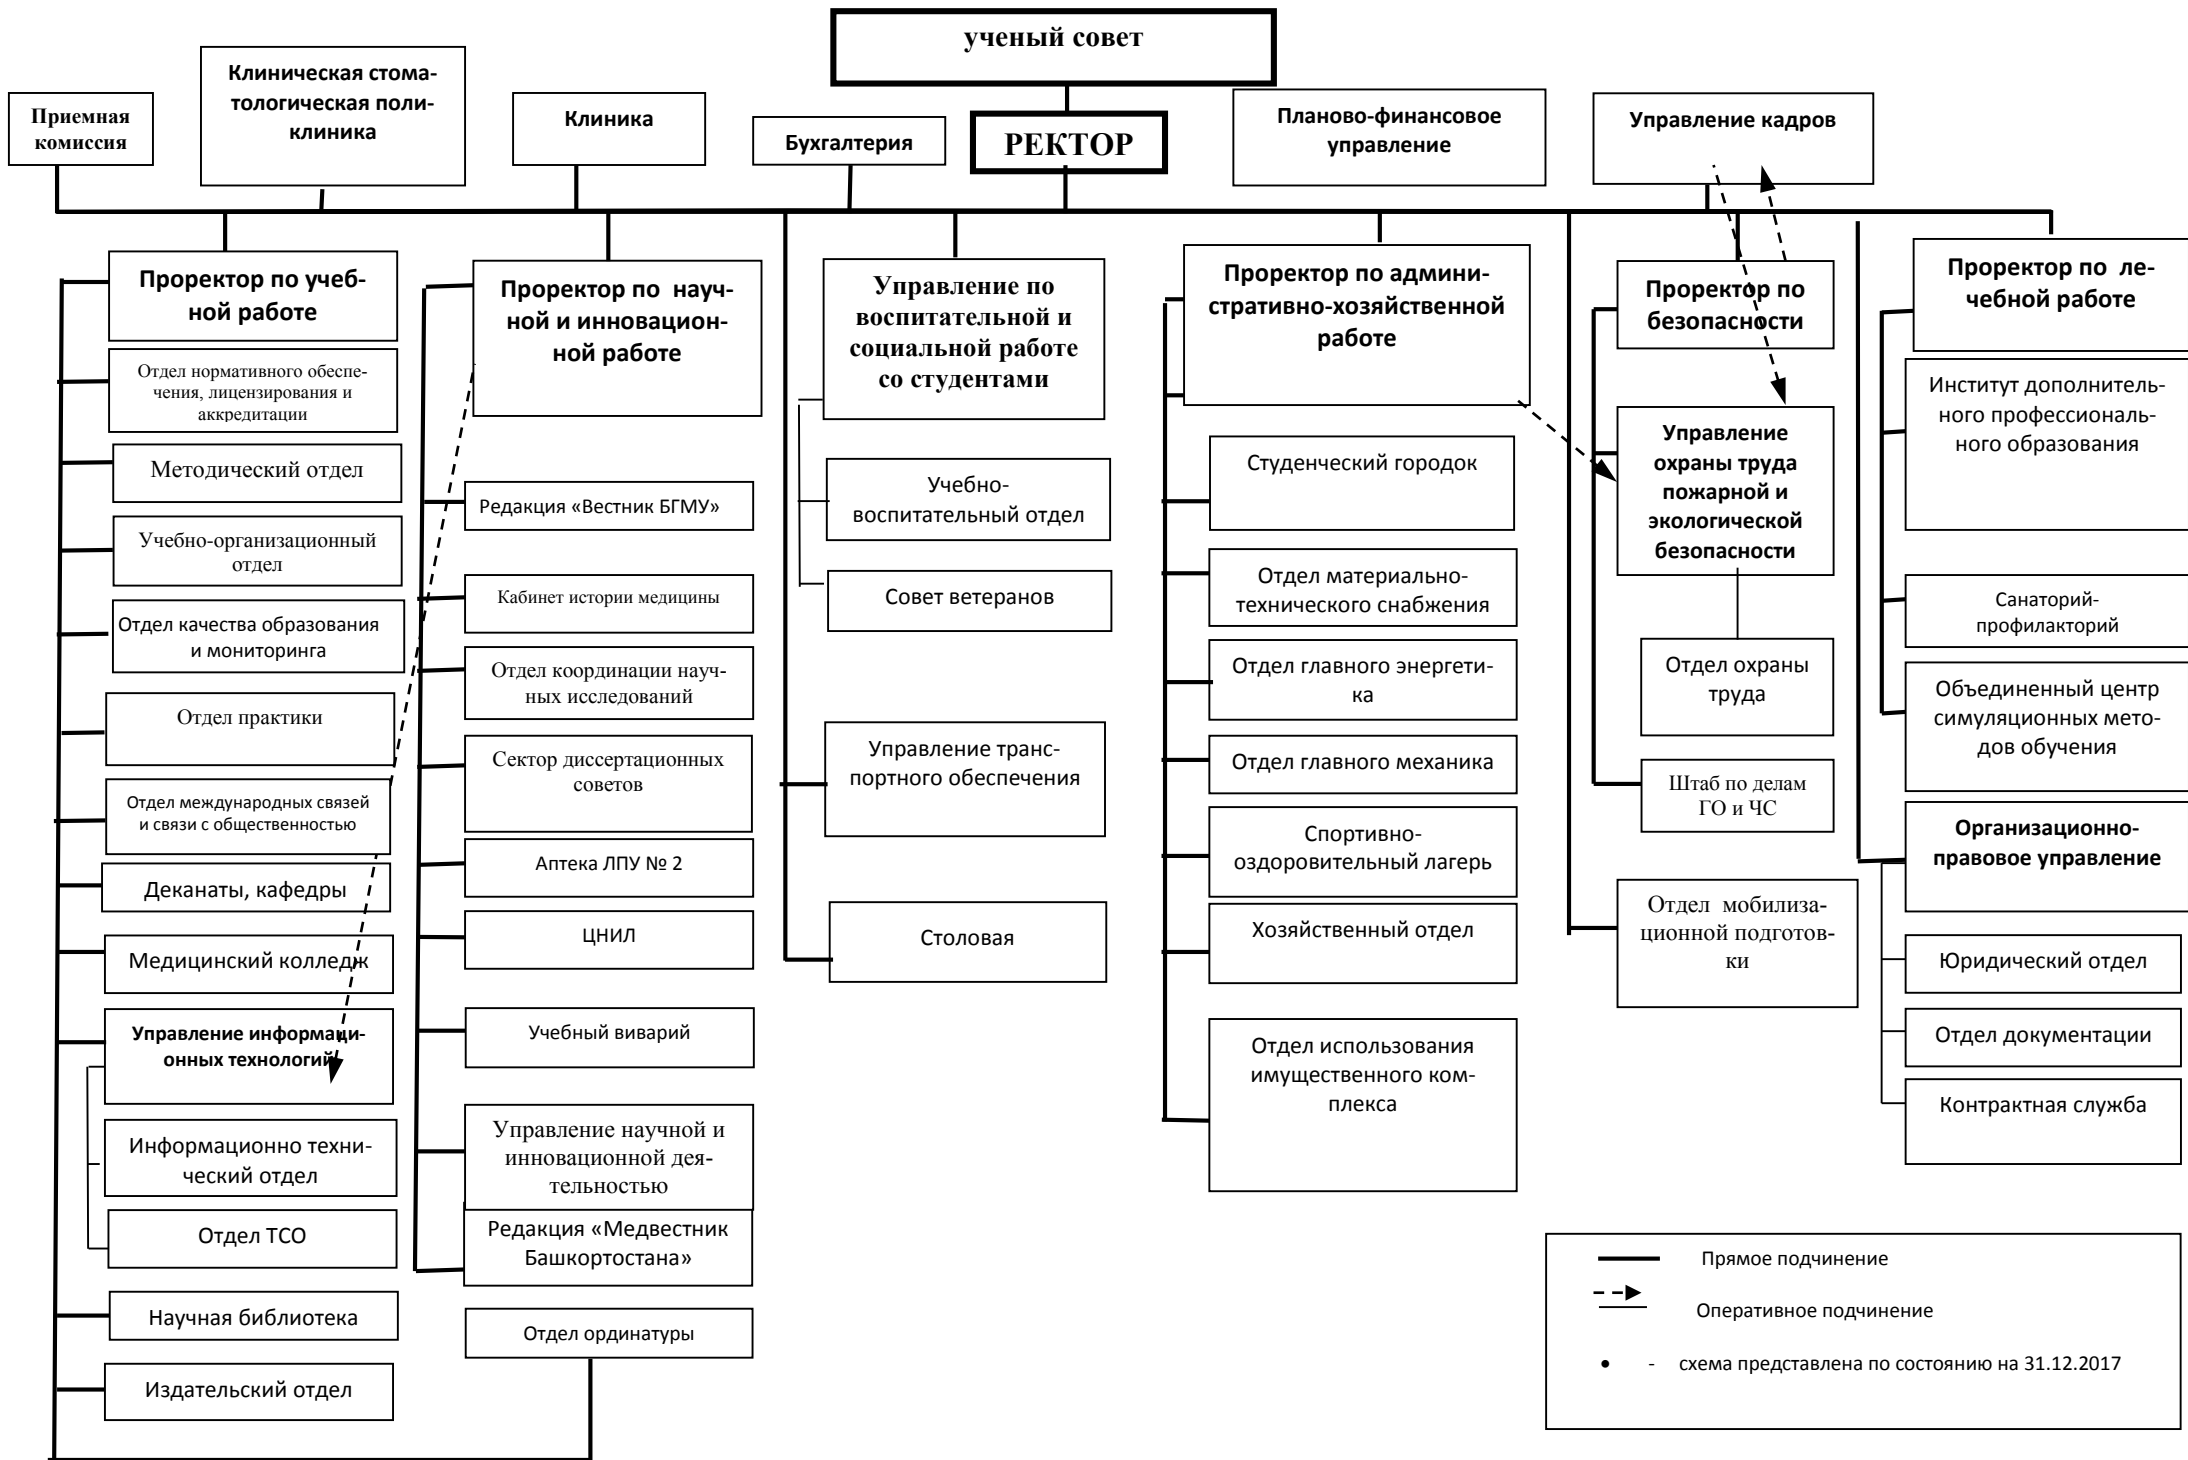 ученый совет
РЕКТОР
Приемная
комиссия
Клиническая стома-
тологическая поли-
клиника
Клиника
Бухгалтерия
Планово-финансовое
управление
Управление кадров
Проректор по учеб-
ной работе
Отдел нормативного обеспе-
чения, лицензирования и
аккредитации
Методический отдел
Учебно-организационный
отдел
Отдел качества образования
и мониторинга
Отдел практики
Отдел международных связей
и связи с общественностью
Деканаты, кафедры
Медицинский колледж
Управление информаци-
онных технологий
Информационно техни-
ческий отдел
Отдел ТСО
Научная библиотека
Издательский отдел
Проректор по науч-
ной и инновацион-
ной работе
Редакция «Вестник БГМУ»
Кабинет истории медицины
Отдел координации науч-
ных исследований
Сектор диссертационных
советов
Аптека ЛПУ № 2
ЦНИЛ
Учебный виварий
Управление научной и
инновационной дея-
тельностью
Редакция «Медвестник
Башкортостана»
Отдел ординатуры
Управление по
воспитательной и
социальной работе
со студентами
Учебно-
воспитательный отдел
Совет ветеранов
Управление транс-
портного обеспечения
Столовая
Проректор по админи-
стративно-хозяйственной
работе
Студенческий городок
Отдел материально-
технического снабжения
Отдел главного энергети-
ка
Отдел главного механика
Спортивно-
оздоровительный лагерь
Хозяйственный отдел
Отдел использования
имущественного ком-
плекса
Проректор по
безопасности
Управление
охраны труда
пожарной и
экологической
безопасности
Отдел охраны
труда
Штаб по делам
ГО и ЧС
Отдел мобилиза-
ционной подготов-
ки
Проректор по ле-
чебной работе
Институт дополнитель-
ного профессиональ-
ного образования
Санаторий-
профилакторий
Объединенный центр
симуляционных мето-
дов обучения
Организационно-
правовое управление
Юридический отдел
Отдел документации
Контрактная служба
Прямое подчинение
Оперативное подчинение
• - схема представлена по состоянию на 31.12.2017